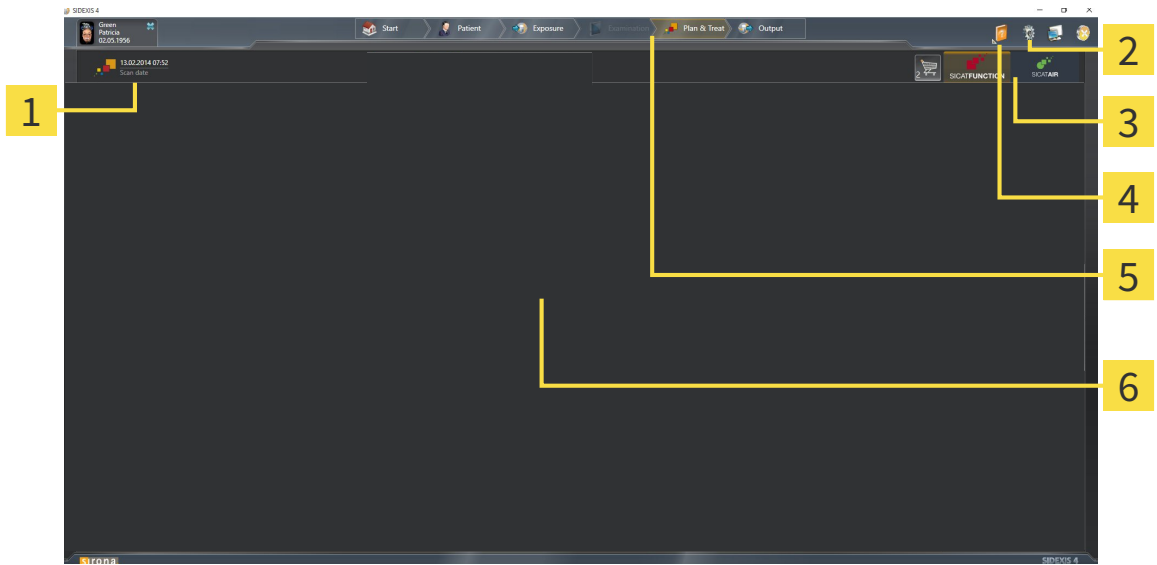 SIDEXIS 4
Green
Patricia
02.05.1956
Start
Patient
Exposure
Examination
Plan & Treat
Output
13.02.2014 07:52
Scan date
2
SICATFUNCTION
SICATAIR
1
2
3
4
5
6
sirona
SIDEXIS 4